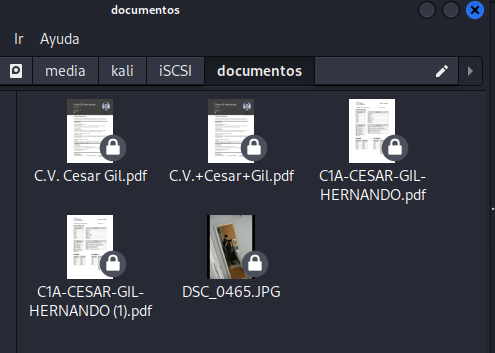 documentos
Ir Ayuda
media kali iSCSI documentos
C.V. Cesar Gil.pdf C.V.+Cesar+Gil.pdf C1A-CESAR-GIL-
HERNANDO.pdf
C1A-CESAR-GIL- DSC_0465.JPG
HERNANDO (1).pdf